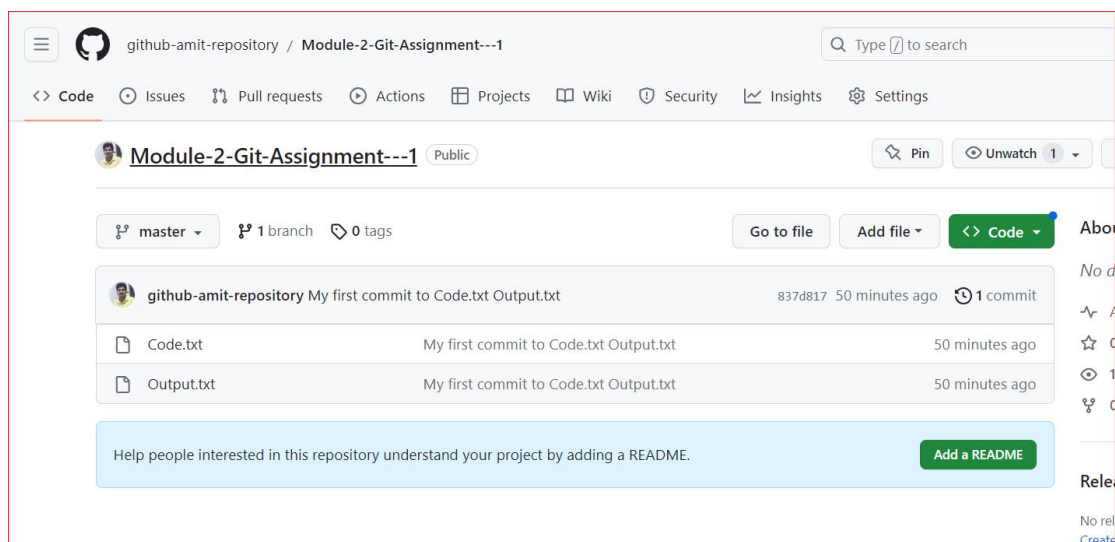 github-amit-repository / Module-2-Git-Assignment---1
Type / to search
Code Issues Pull requests Actions Projects Wiki Security Insights Settings
Module-2-Git-Assignment---1 Public Pin Unwatch 1
master 1 branch 0 tags Go to file Add file Code
github-amit-repository My first commit to Code.txt Output.txt 837d817 50 minutes ago 1 commit
Code.txt My first commit to Code.txt Output.txt 50 minutes ago
Output.txt My first commit to Code.txt Output.txt 50 minutes ago
Help people interested in this repository understand your project by adding a README. Add a README
No
1
No
Create